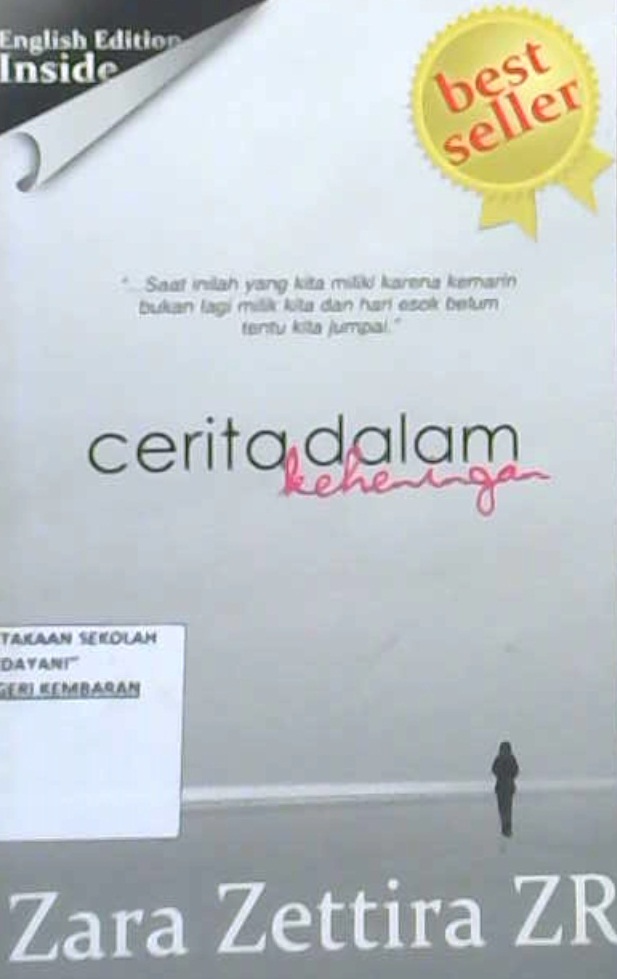 English Edition
Inside
best
seller
"...Saat inilah yang kita miliki karena kemarin
bukan lagi milik kita dan hari esok belum
tentu kita jumpai."
cerita dalam
keheningan
TAKAAN SEKOLAH
DAYANI"
GERI KEMBARAN
Zara Zettira ZR